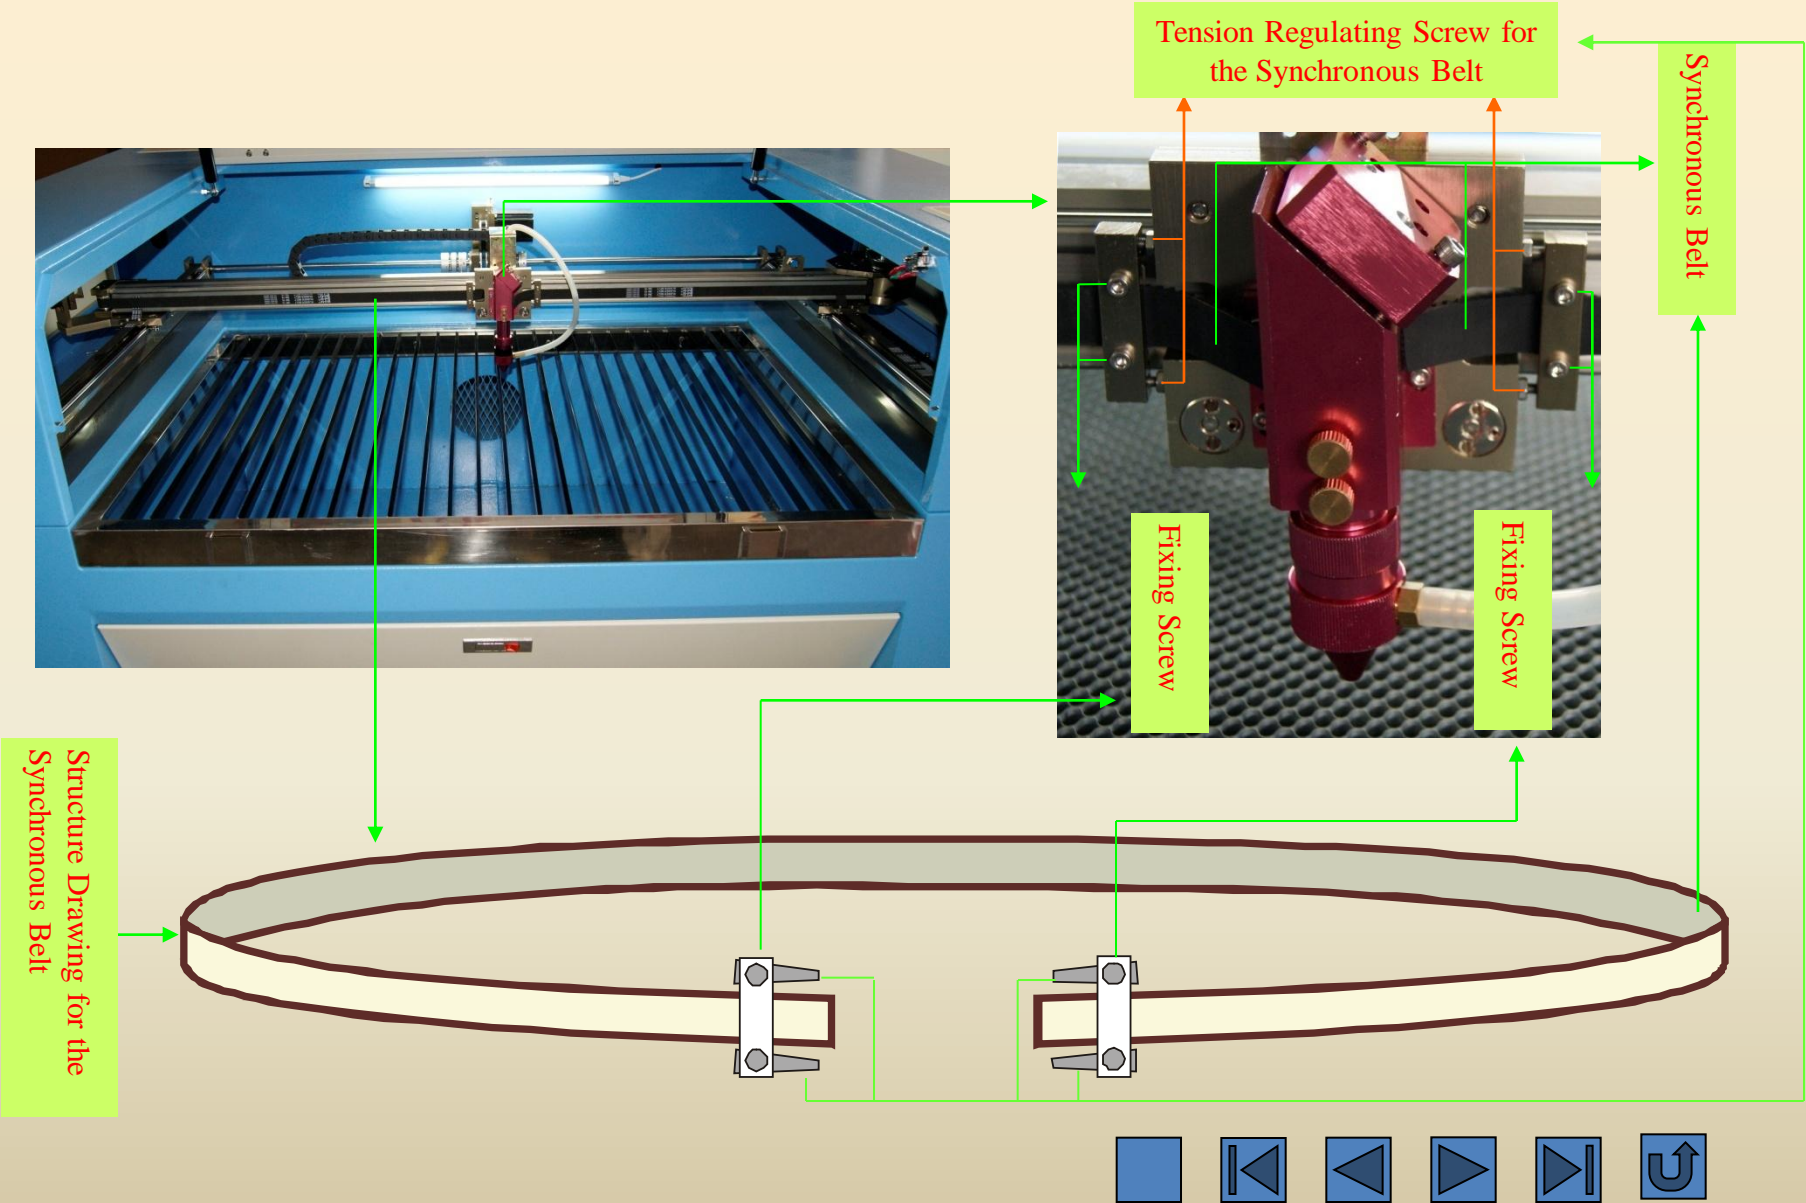 Tension Regulating Screw for
the Synchronous Belt
Synchronous Belt
Fixing Screw
Fixing Screw
Structure Drawing for the
Synchronous Belt